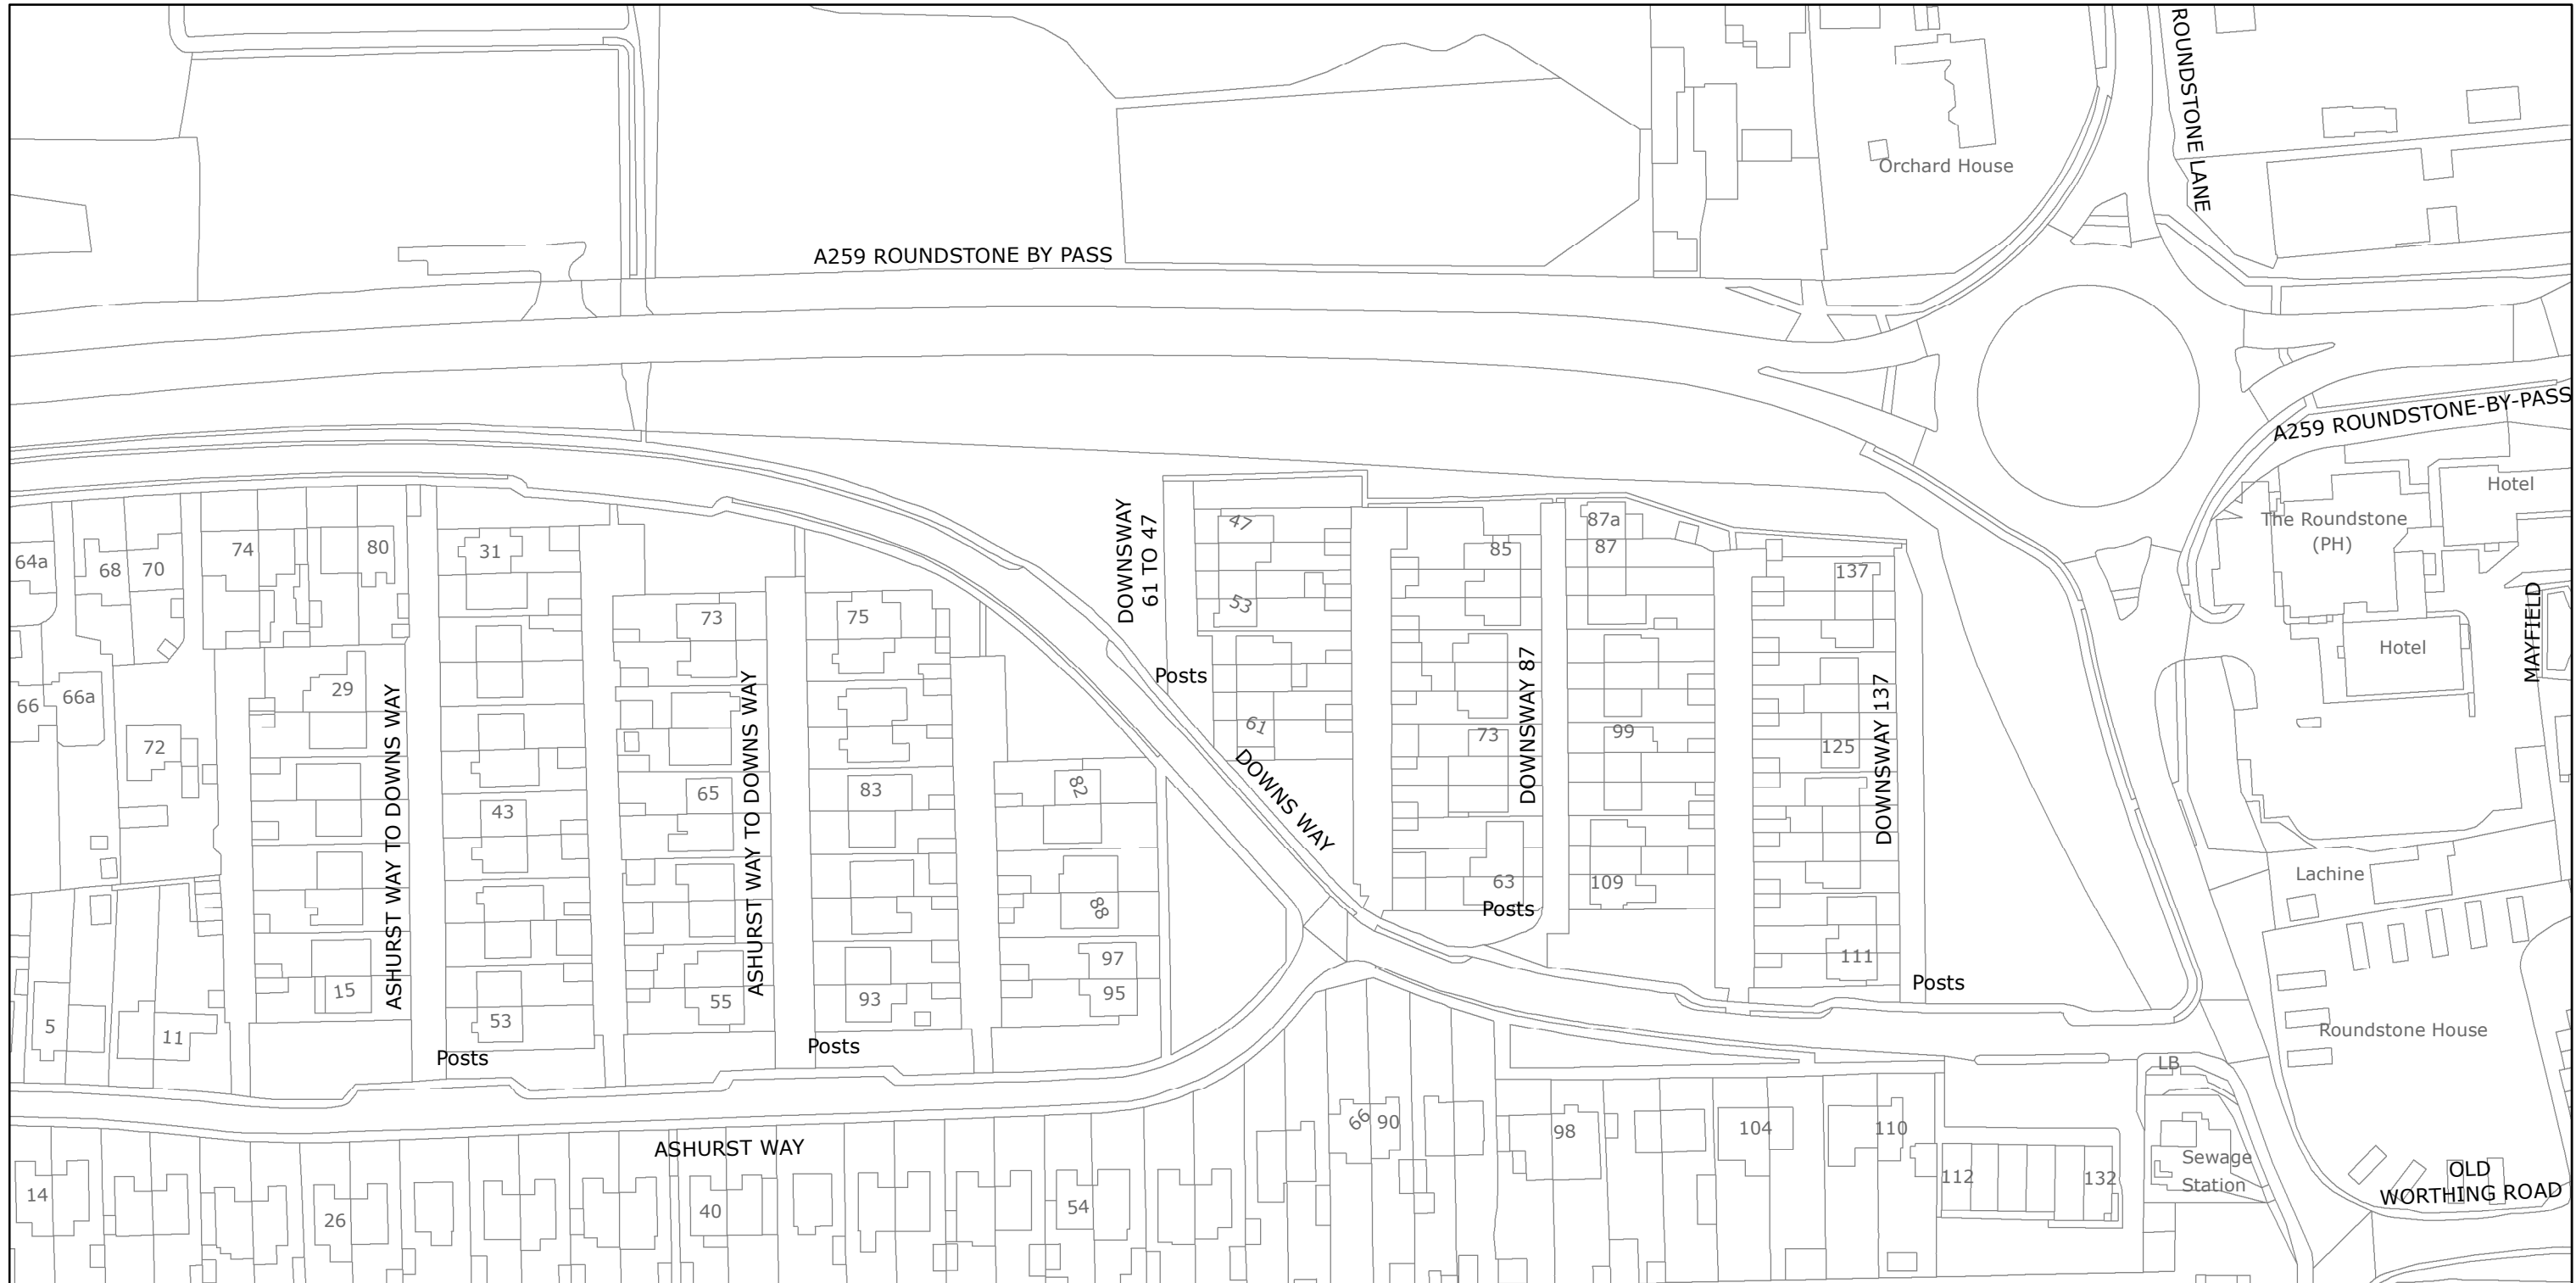 ROUNDSTONE LANE
Orchard House
A259 ROUNDSTONE BY PASS
A259 ROUNDSTONE-BY-PASS
Hotel
The Roundstone
(PH)
Hotel
MAYFIELD
DOWNSWAY
61 TO 47
47
53
61
Posts
85
87a
87
137
64a
68
70
74
80
31
73
75
66
66a
29
72
65
83
82
43
73
99
125
DOWNSWAY 87
DOWNSWAY 137
ASHURST WAY TO DOWNS WAY
ASHURST WAY TO DOWNS WAY
DOWNS WAY
63
Posts
109
88
Lachine
97
95
111
Posts
15
55
93
5
11
53
Posts
Posts
Roundstone House
LB
ASHURST WAY
66
90
98
104
110
112
132
Sewage
Station
OLD
WORTHING ROAD
14
26
40
54